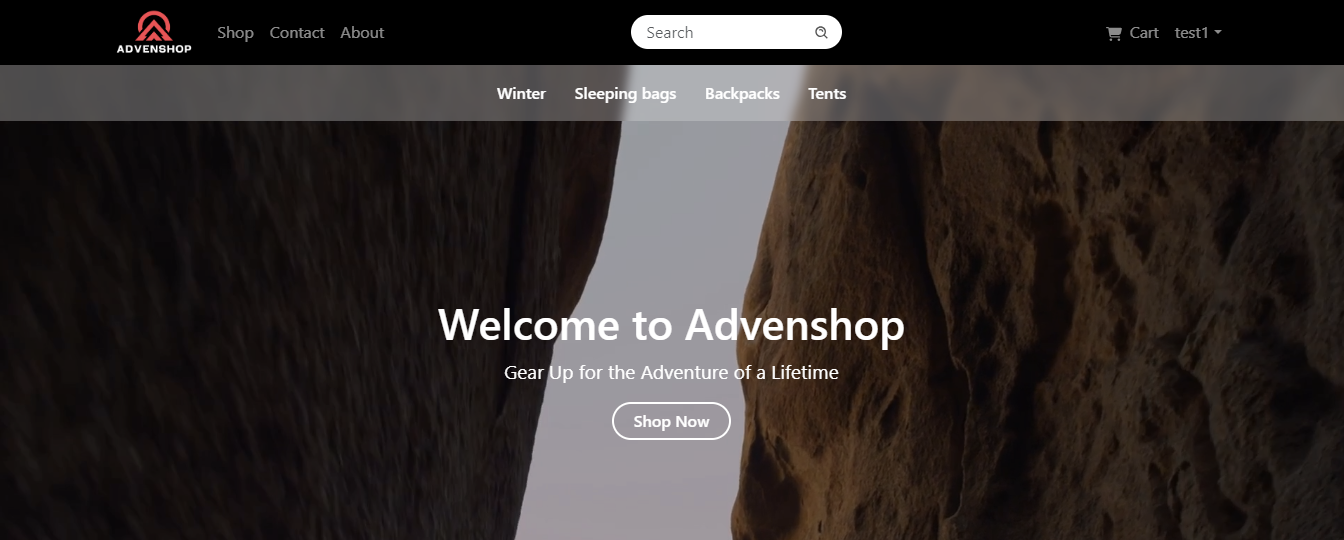 ADVENSHOP
Shop Contact About
Search
Cart test1
Winter Sleeping bags Backpacks Tents
Welcome to Advenshop
Gear Up for the Adventure of a Lifetime
Shop Now